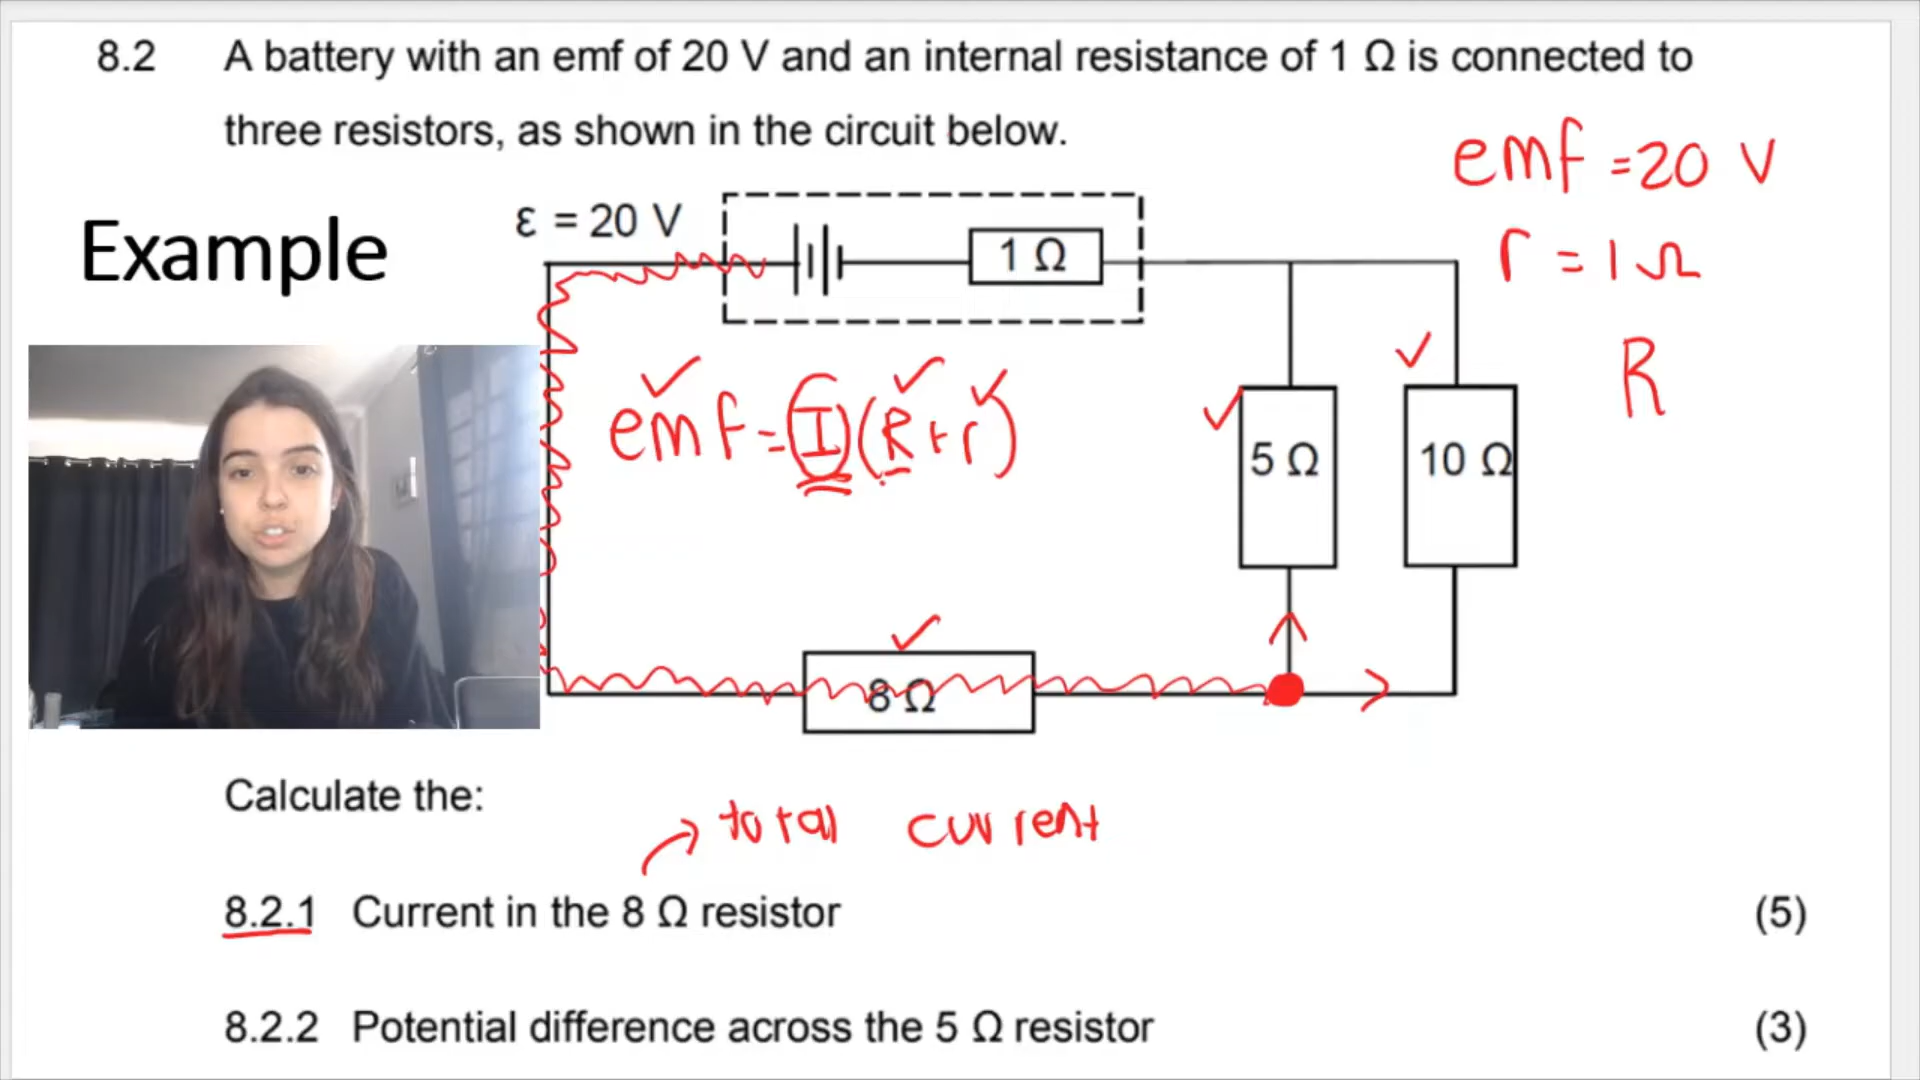 8.2 A battery with an emf of 20 V and an internal resistance of 1 Ω is connected to
three resistors, as shown in the circuit below.
emf = 20 V
Example
ε = 20 V
1 Ω
r = 1 Ω
R
emf = I (R + r)
5 Ω
10 Ω
8 Ω
Calculate the:
total current
8.2.1 Current in the 8 Ω resistor (5)
8.2.2 Potential difference across the 5 Ω resistor (3)